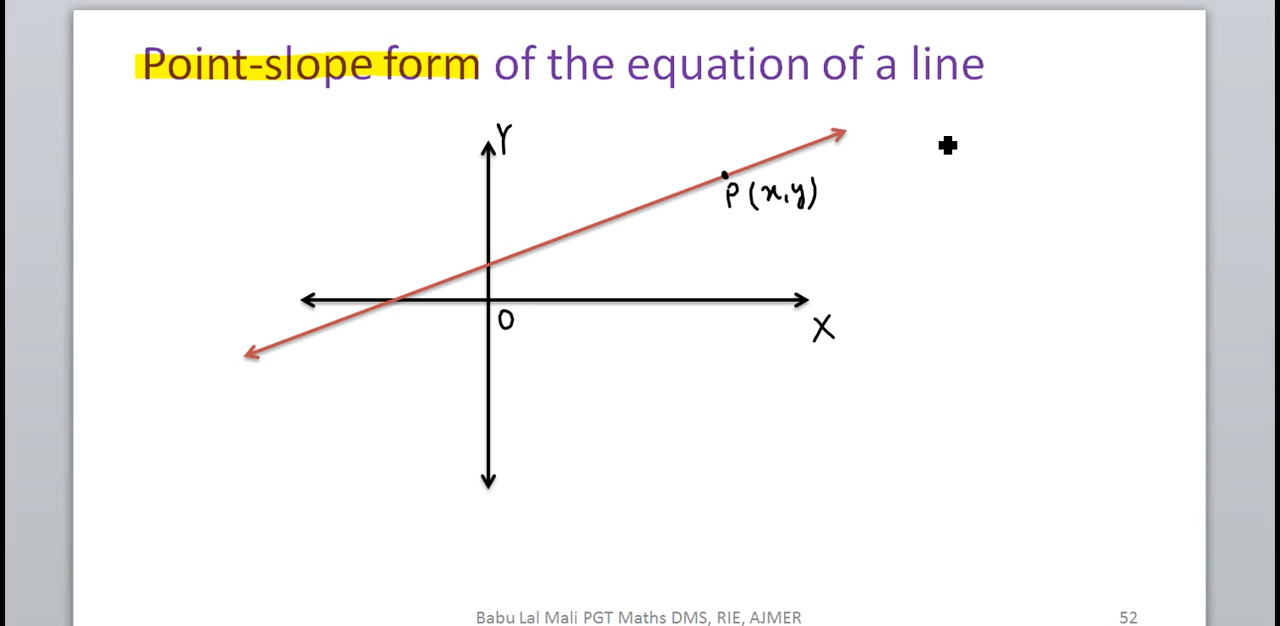 Point-slope form of the equation of a line
Y
P(x,y)
O
X
Babu Lal Mali PGT Maths DMS, RIE, AJMER
52